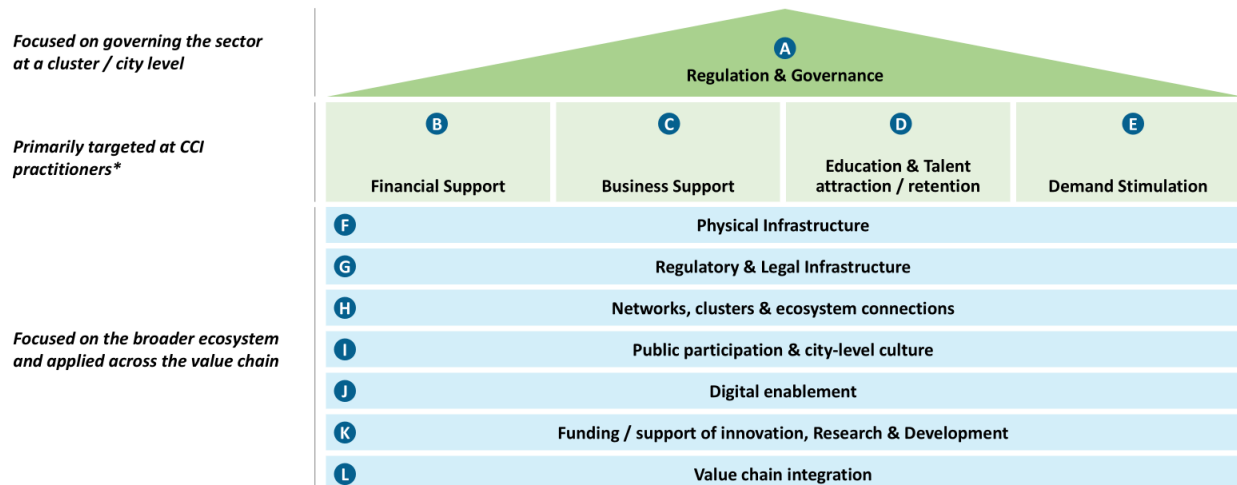 Focused on governing the sector
at a cluster / city level
A
Regulation & Governance
Primarily targeted at CCI
practitioners*
B
Financial Support
C
Business Support
D
Education & Talent
attraction / retention
E
Demand Stimulation
Focused on the broader ecosystem
and applied across the value chain
F Physical Infrastructure
G Regulatory & Legal Infrastructure
H Networks, clusters & ecosystem connections
I Public participation & city-level culture
J Digital enablement
K Funding / support of innovation, Research & Development
L Value chain integration